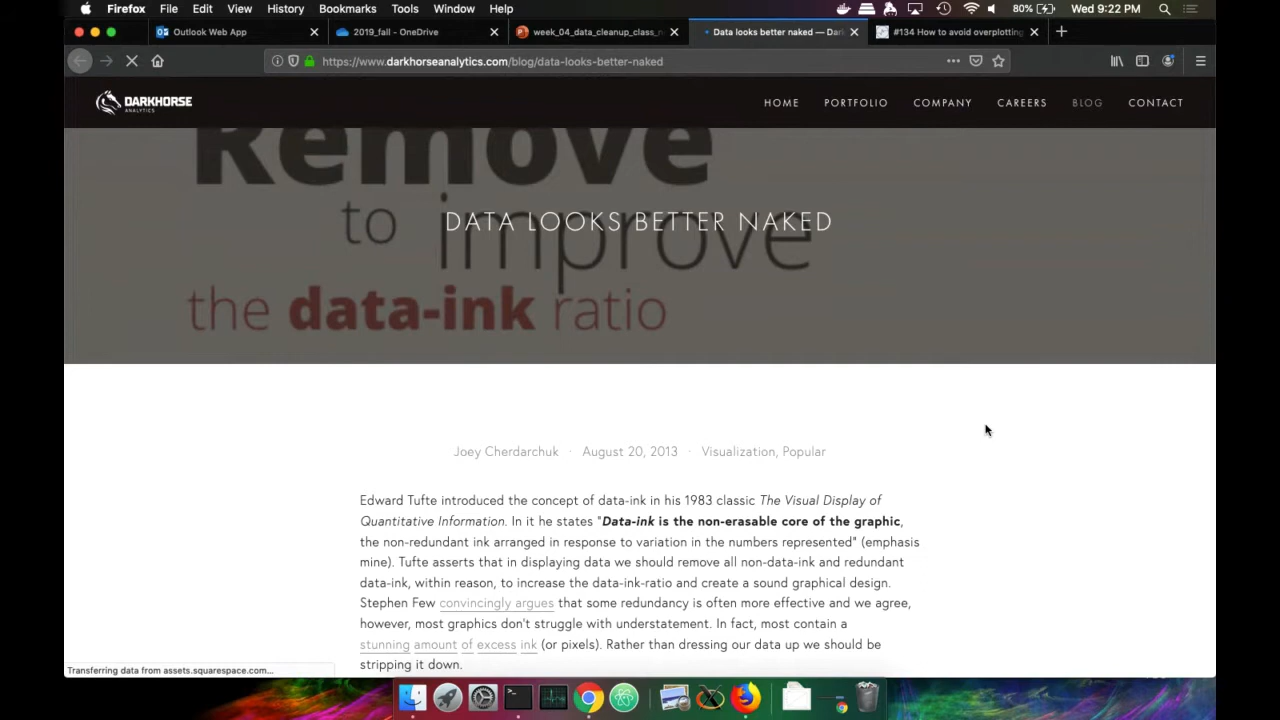 Firefox File Edit View History Bookmarks Tools Window Help 80% Wed 9:22 PM
Outlook Web App 2019_fall - OneDrive week_04_data_cleanup_class_n Data looks better naked — Dar #134 How to avoid overplotting
https://www.darkhorseanalytics.com/blog/data-looks-better-naked
DARKHORSE
ANALYTICS
HOME PORTFOLIO COMPANY CAREERS BLOG CONTACT
Remove
to improve
DATA LOOKS BETTER NAKED
the data-ink ratio
Joey Cherdarchuk · August 20, 2013 · Visualization, Popular
Edward Tufte introduced the concept of data-ink in his 1983 classic The Visual Display of
Quantitative Information. In it he states "Data-ink is the non-erasable core of the graphic,
the non-redundant ink arranged in response to variation in the numbers represented" (emphasis
mine). Tufte asserts that in displaying data we should remove all non-data-ink and redundant
data-ink, within reason, to increase the data-ink-ratio and create a sound graphical design.
Stephen Few convincingly argues that some redundancy is often more effective and we agree,
however, most graphics don't struggle with understatement. In fact, most contain a
stunning amount of excess ink (or pixels). Rather than dressing our data up we should be
stripping it down.
Transferring data from assets.squarespace.com...